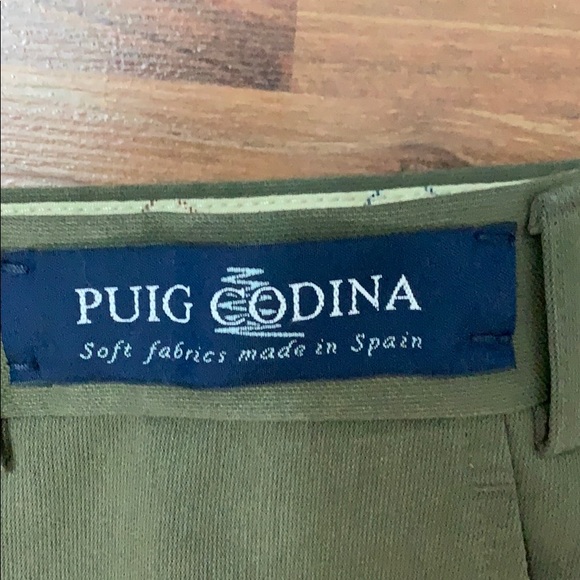 PUIG CODINA
Soft fabrics made in Spain